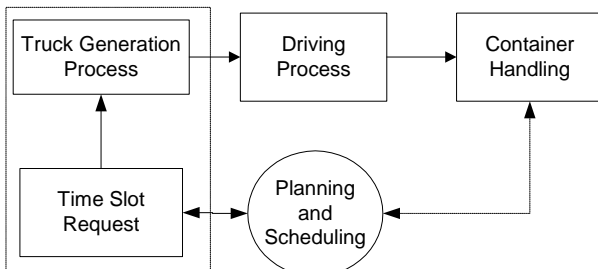 Truck Generation
Process
Driving
Process
Container
Handling
Time Slot
Request
Planning
and
Scheduling